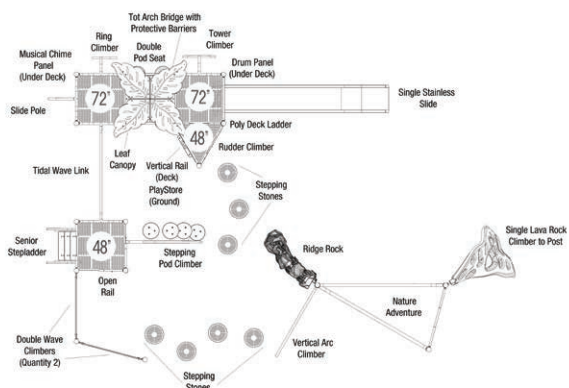 Tot Arch Bridge with
Protective Barriers
Ring
Climber
Double
Pod Seat
Tower
Climber
Musical Chime
Panel
(Under Deck)
Drum Panel
(Under Deck)
72"
72"
Single Stainless
Slide
Slide Pole
Poly Deck Ladder
48"
Rudder Climber
Leaf
Canopy
Vertical Rail
(Deck)
PlayStore
(Ground)
Tidal Wave Link
Stepping
Stones
Single Lava Rock
Climber to Post
Senior
Stepladder
48"
Stepping
Pod Climber
Ridge Rock
Open
Rail
Nature
Adventure
Double Wave
Climbers
(Quantity 2)
Vertical Arc
Climber
Stepping
Stones